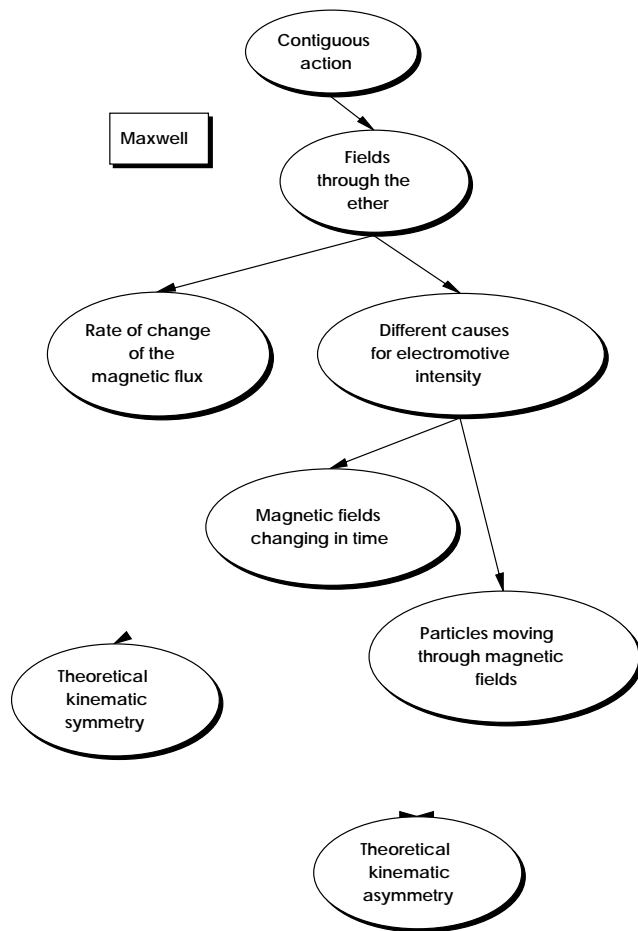 Contiguous
action
Maxwell
Fields
through the
ether
Rate of change
of the
magnetic flux
Different causes
for electromotive
intensity
Magnetic fields
changing in time
Particles moving
through magnetic
fields
Theoretical
kinematic
symmetry
Theoretical
kinematic
asymmetry